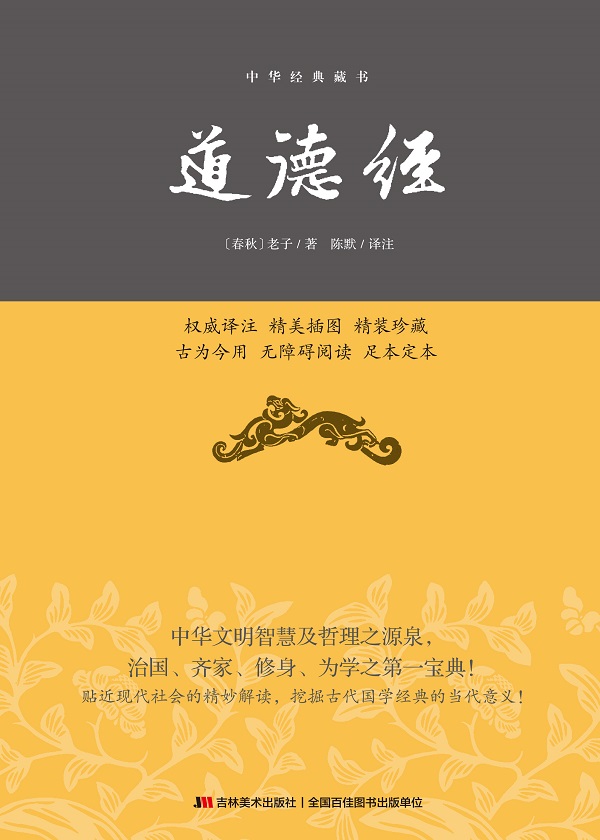 中华经典藏书
道德经
〔春秋〕老子/著 陈默/译注
权威译注 精美插图 精装珍藏
古为今用 无障碍阅读 足本定本
中华文明智慧及哲理之源泉，
治国、齐家、修身、为学之第一宝典！
贴近现代社会的精妙解读，挖掘古代国学经典的当代意义！
JM 吉林美术出版社｜全国百佳图书出版单位